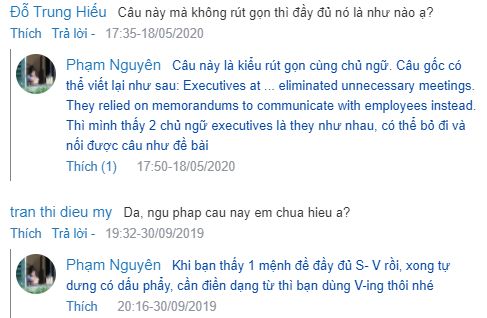 Đỗ Trung Hiếu Câu này mà không rút gọn thì đầy đủ nó là như nào ạ?
Thích Trả lời - 17:35-18/05/2020
Phạm Nguyên Câu này là kiểu rút gọn cùng chủ ngữ. Câu gốc có
thể viết lại như sau: Executives at ... eliminated unnecessary meetings.
They relied on memorandums to communicate with employees instead.
Thì mình thấy 2 chủ ngữ executives là they như nhau, có thể bỏ đi và
nối được câu như đề bài
Thích (1) 17:50-18/05/2020
tran thi dieu my Da, ngu phap cau nay em chua hieu a?
Thích Trả lời - 19:32-30/09/2019
Phạm Nguyên Khi bạn thấy 1 mệnh đề đầy đủ S- V rồi, xong tự
dưng có dấu phẩy, cần điền dạng từ thì bạn dùng V-ing thôi nhé
Thích 20:16-30/09/2019